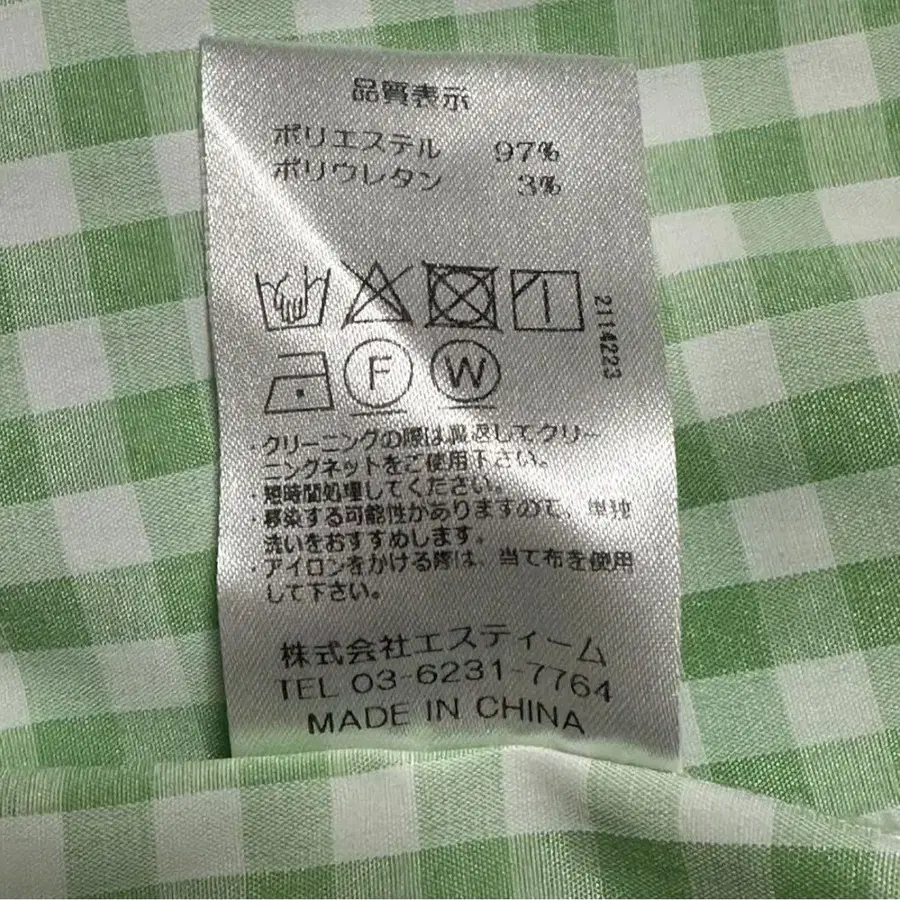 品質表示
ポリエステル 97%
ポリウレタン 3%
2114223
F W
・クリーニングの際は裏返してクリー
ニングネットをご使用下さい。
・短時間処理してください。
・移染する可能性がありますので、単独
洗いをおすすめします。
・アイロンをかける際は、当て布を使用
して下さい。
株式会社エスティーム
TEL 03-6231-7764
MADE IN CHINA